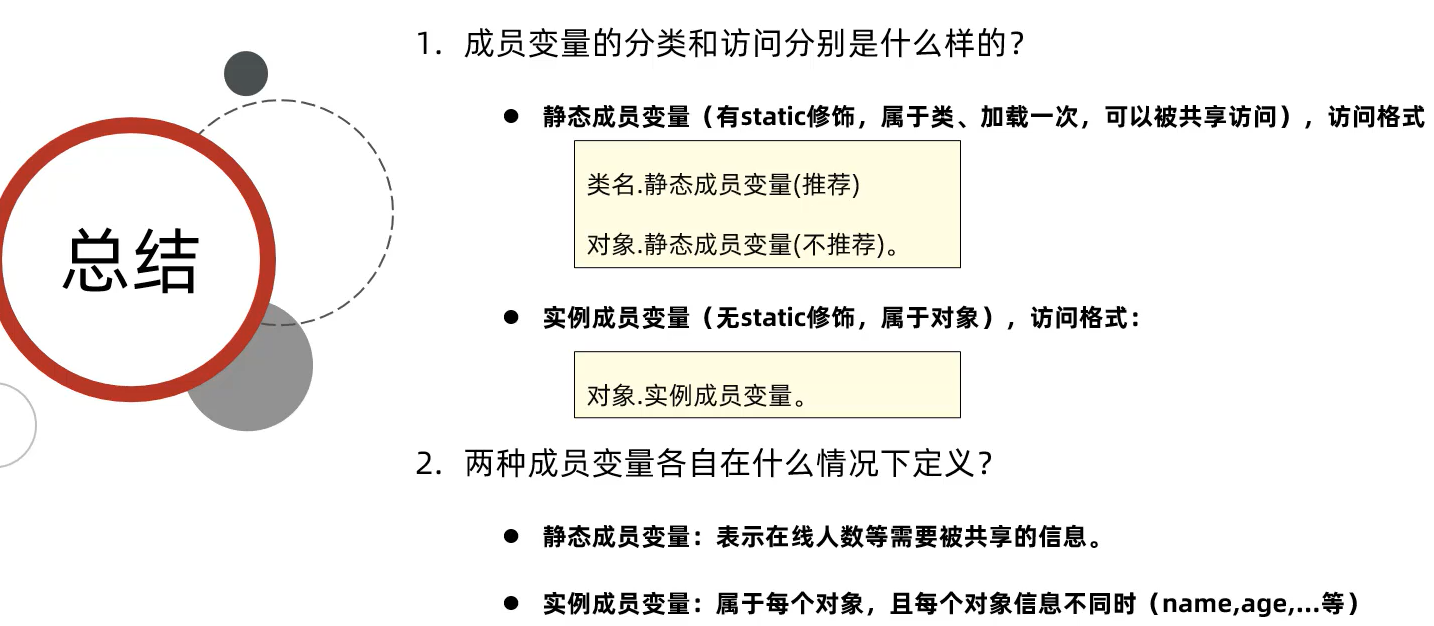 总结
1. 成员变量的分类和访问分别是什么样的？
● 静态成员变量（有static修饰，属于类、加载一次，可以被共享访问），访问格式
类名.静态成员变量(推荐)
对象.静态成员变量(不推荐)。
● 实例成员变量（无static修饰，属于对象），访问格式：
对象.实例成员变量。
2. 两种成员变量各自在什么情况下定义？
● 静态成员变量：表示在线人数等需要被共享的信息。
● 实例成员变量：属于每个对象，且每个对象信息不同时（name,age,…等）